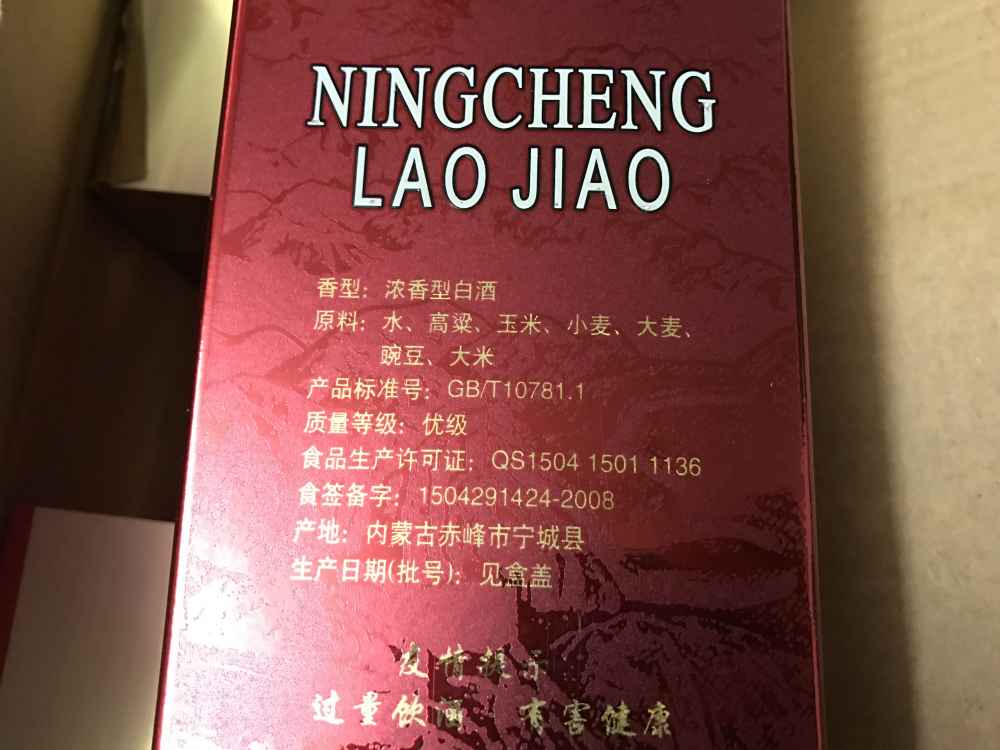 NINGCHENG
LAO JIAO
香型：浓香型白酒
原料：水、高粱、玉米、小麦、大麦、
豌豆、大米
产品标准号：GB/T10781.1
质量等级：优级
食品生产许可证：QS1504 1501 1136
食签备字：1504291424-2008
产地：内蒙古赤峰市宁城县
生产日期(批号)：见盒盖
友情提示
过量饮酒 有害健康